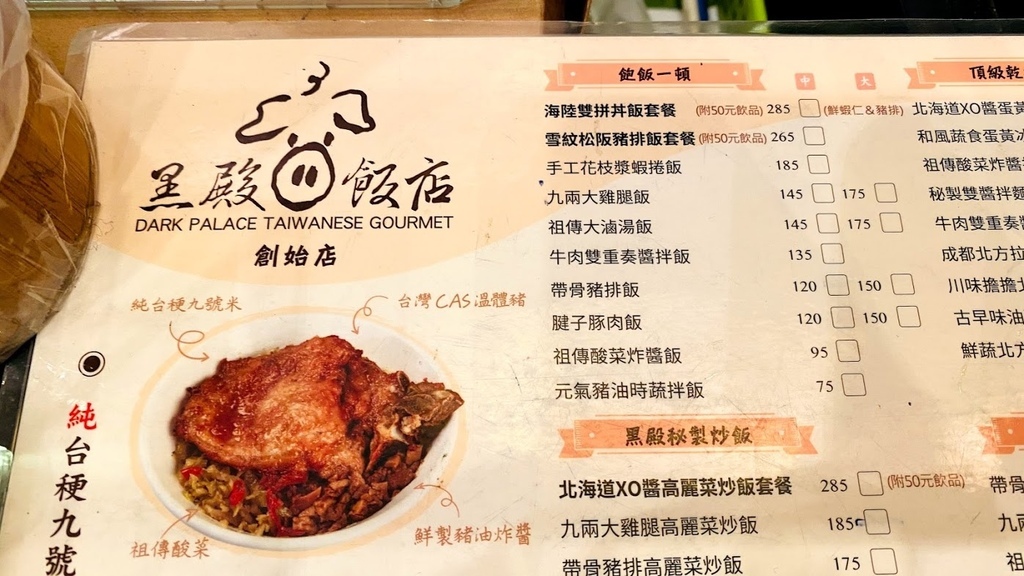 黑殿飯店
DARK PALACE TAIWANESE GOURMET
創始店
純台稉九號米
台灣CAS溫體豬
祖傳酸菜
鮮製豬油炸醬
純台稉九號
飽飯一頓 中 大
海陸雙拼丼飯套餐 (附50元飲品) 285 (鮮蝦仁&豬排)
雪紋松阪豬排飯套餐 (附50元飲品) 265
手工花枝漿蝦捲飯 185
九兩大雞腿飯 145 175
祖傳大滷湯飯 145 175
牛肉雙重奏醬拌飯 135
帶骨豬排飯 120 150
腱子豚肉飯 120 150
祖傳酸菜炸醬飯 95
元氣豬油時蔬拌飯 75
黑殿秘製炒飯
北海道XO醬高麗菜炒飯套餐 285 (附50元飲品)
九兩大雞腿高麗菜炒飯 185
帶骨豬排高麗菜炒飯 175
頂級乾
北海道XO醬蛋黃
和風蔬食蛋黃冰
祖傳酸菜炸醬
秘製雙醬拌麵
牛肉雙重奏
成都北方拉
川味擔擔北
古早味油
鮮蔬北方
帶骨
九兩
祖